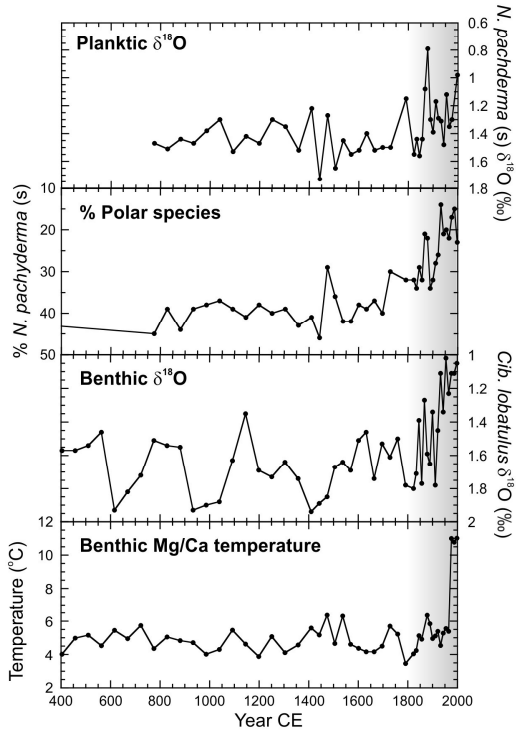 Planktic δ18O
0.6
0.8
1
1.2
1.4
1.6
1.8
N. pachderma (s) δ18O (‰)
% Polar species
10
20
30
40
50
% N. pachyderma (s)
Benthic δ18O
1
1.2
1.4
1.6
1.8
2
Cib. lobatulus δ18O (‰)
Benthic Mg/Ca temperature
12
10
8
6
4
2
Temperature (°C)
400 600 800 1000 1200 1400 1600 1800 2000
Year CE